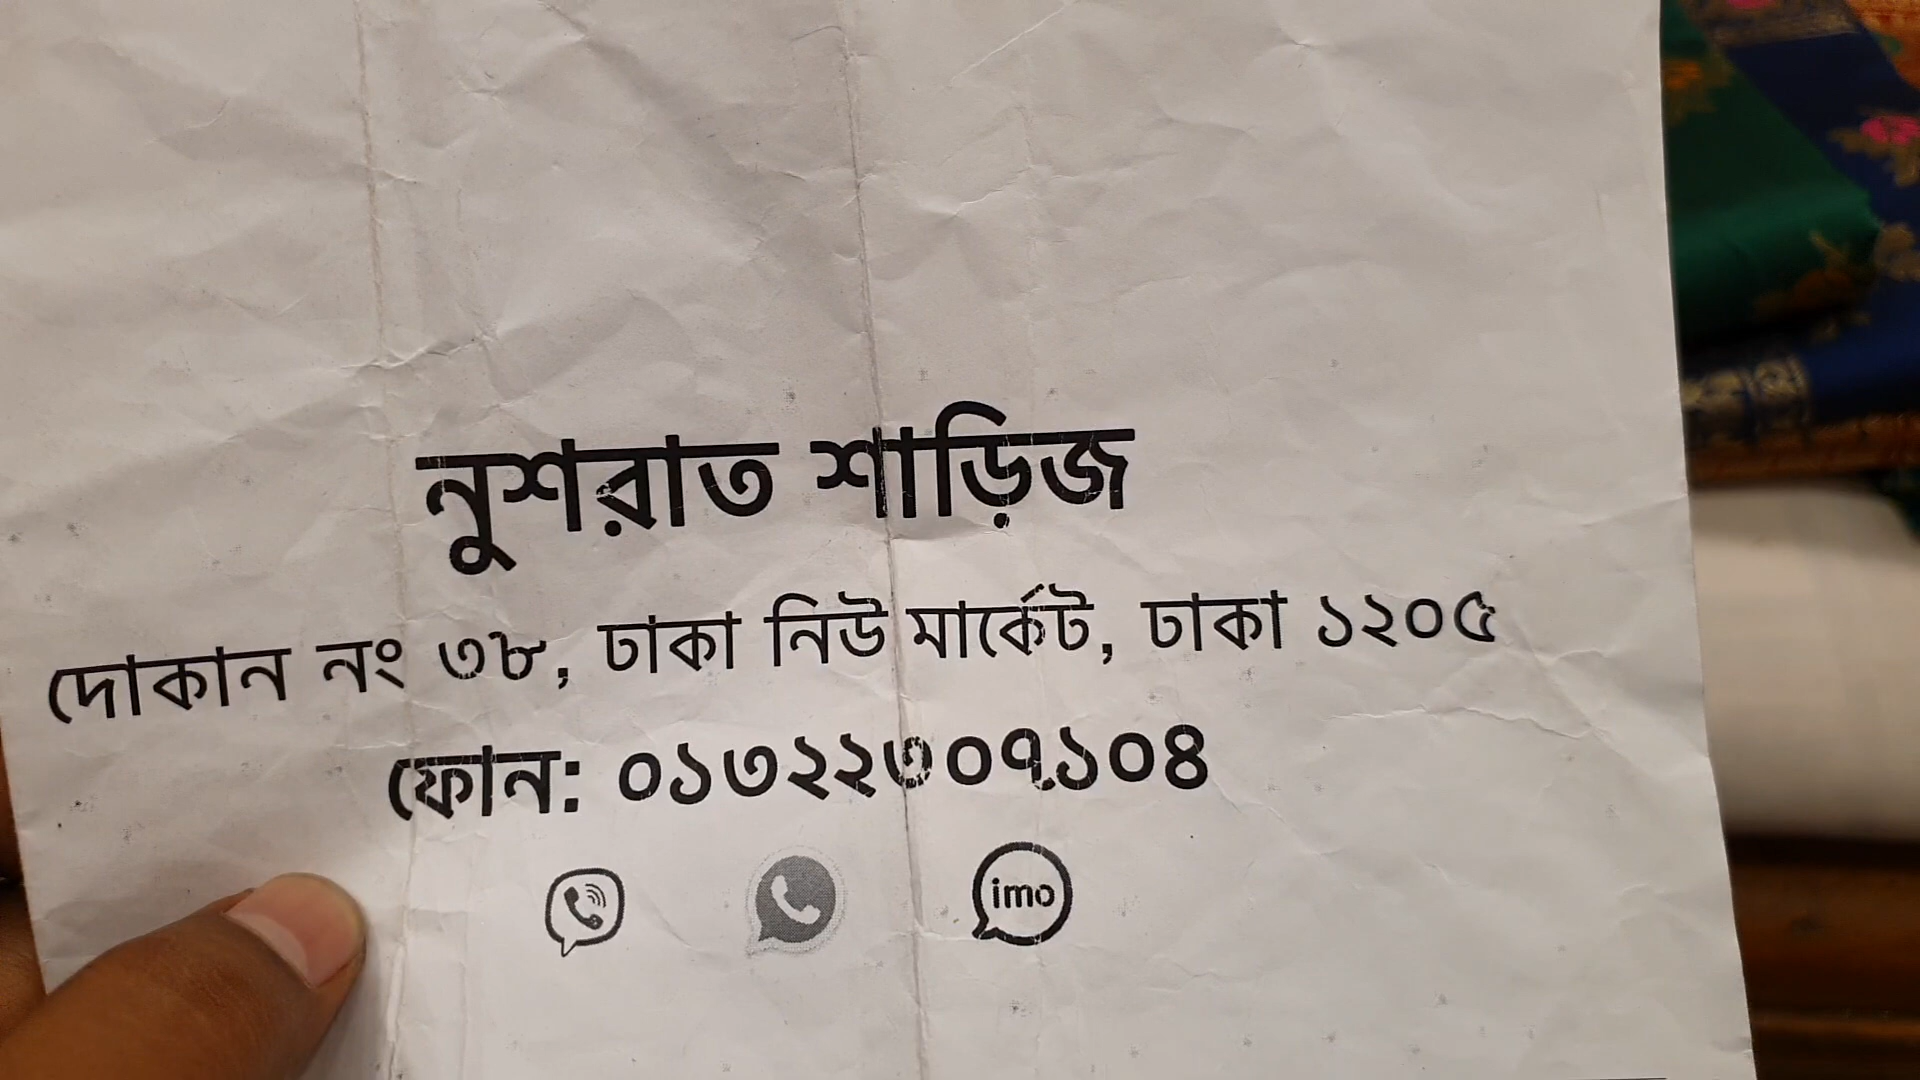 নুশরাত শাড়িজ
দোকান নং ৩৮, ঢাকা নিউ মার্কেট, ঢাকা ১২০৫
ফোন: ০১৩২২৩০৭১০৪
imo